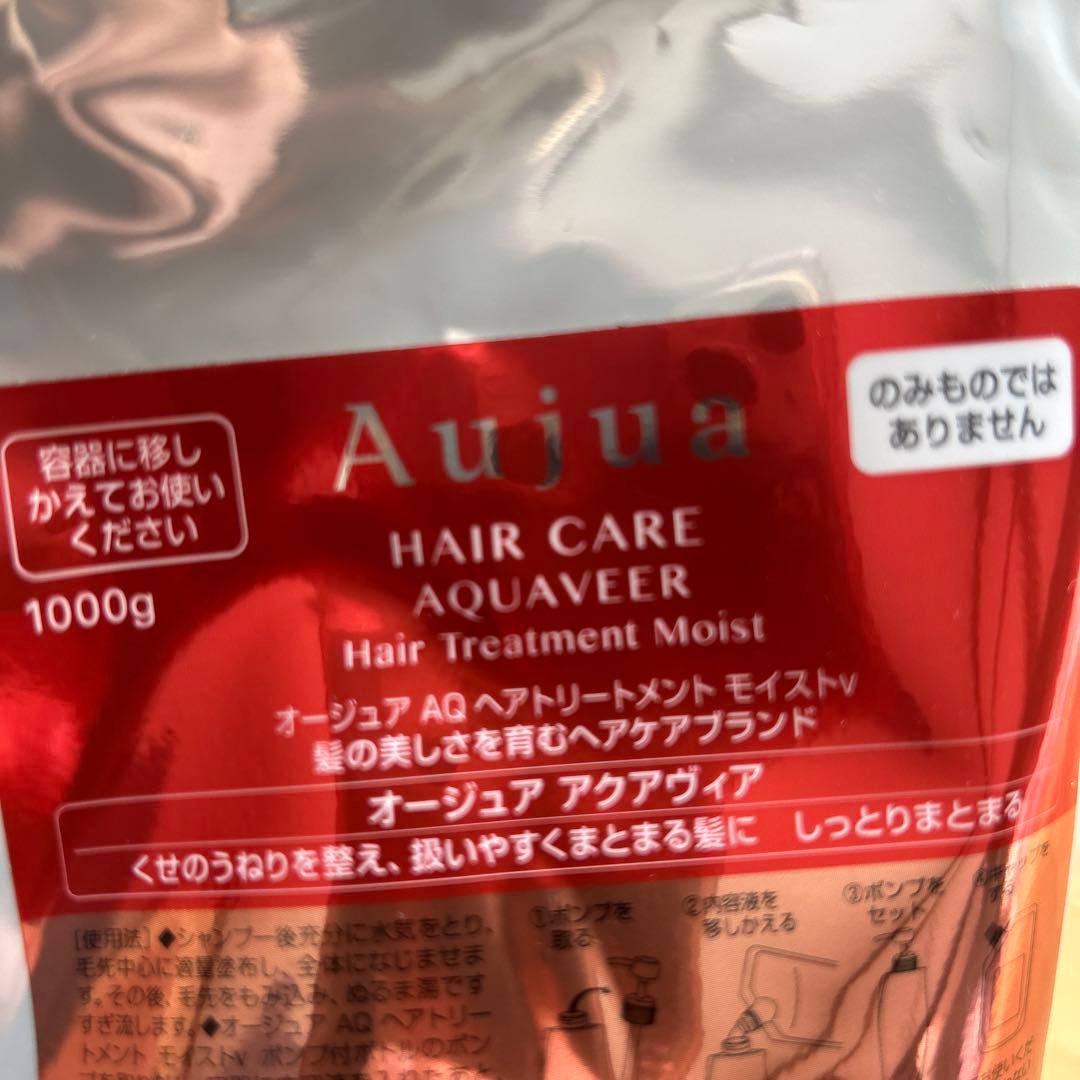 のみものでは
ありません
容器に移し
かえてお使い
ください
1000g
Aujua
HAIR CARE
AQUAVEER
Hair Treatment Moist
オージュア AQ ヘアトリートメント モイストv
髪の美しさを育むヘアケアブランド
オージュア アクアヴィア
くせのうねりを整え、扱いやすくまとまる髪に しっとりまとまる
[使用法]◆シャンプー後充分に水気をとり、
毛先中心に適量塗布し、全体になじませま
す。その後、毛先をもみ込み、ぬるま湯です
すぎ流します。◆オージュア AQ ヘアトリー
トメント モイストv ポンプ付ボトルのポン
①ポンプを
取る
②内容液を
移しかえる
③ポンプを
セット